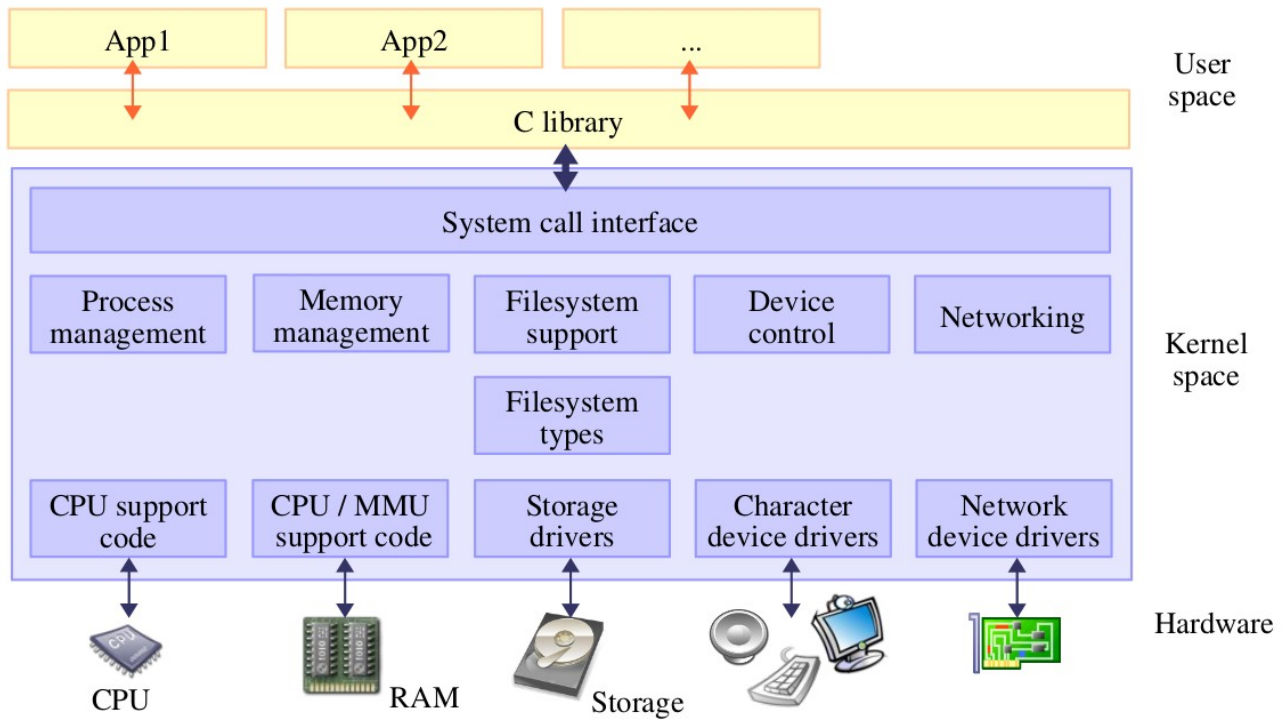 App1
App2
...
User
space
C library
System call interface
Process
management
Memory
management
Filesystem
support
Device
control
Networking
Kernel
space
Filesystem
types
CPU support
code
CPU / MMU
support code
Storage
drivers
Character
device drivers
Network
device drivers
Hardware
CPU
CPU
RAM
Storage